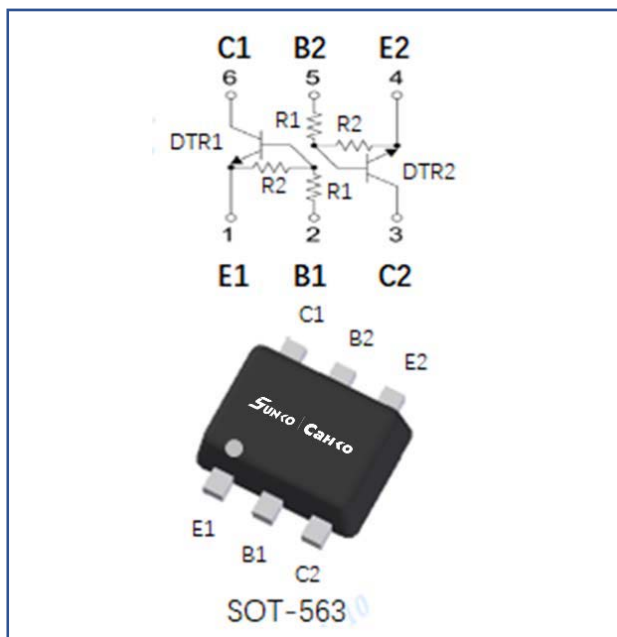 C1 B2 E2
6 5 4
R1 R2
DTR1
DTR2
R2 R1
1 2 3
E1 B1 C2
C1
B2
E2
SUNCO | CAHCO
E1
B1
C2
SOT-563